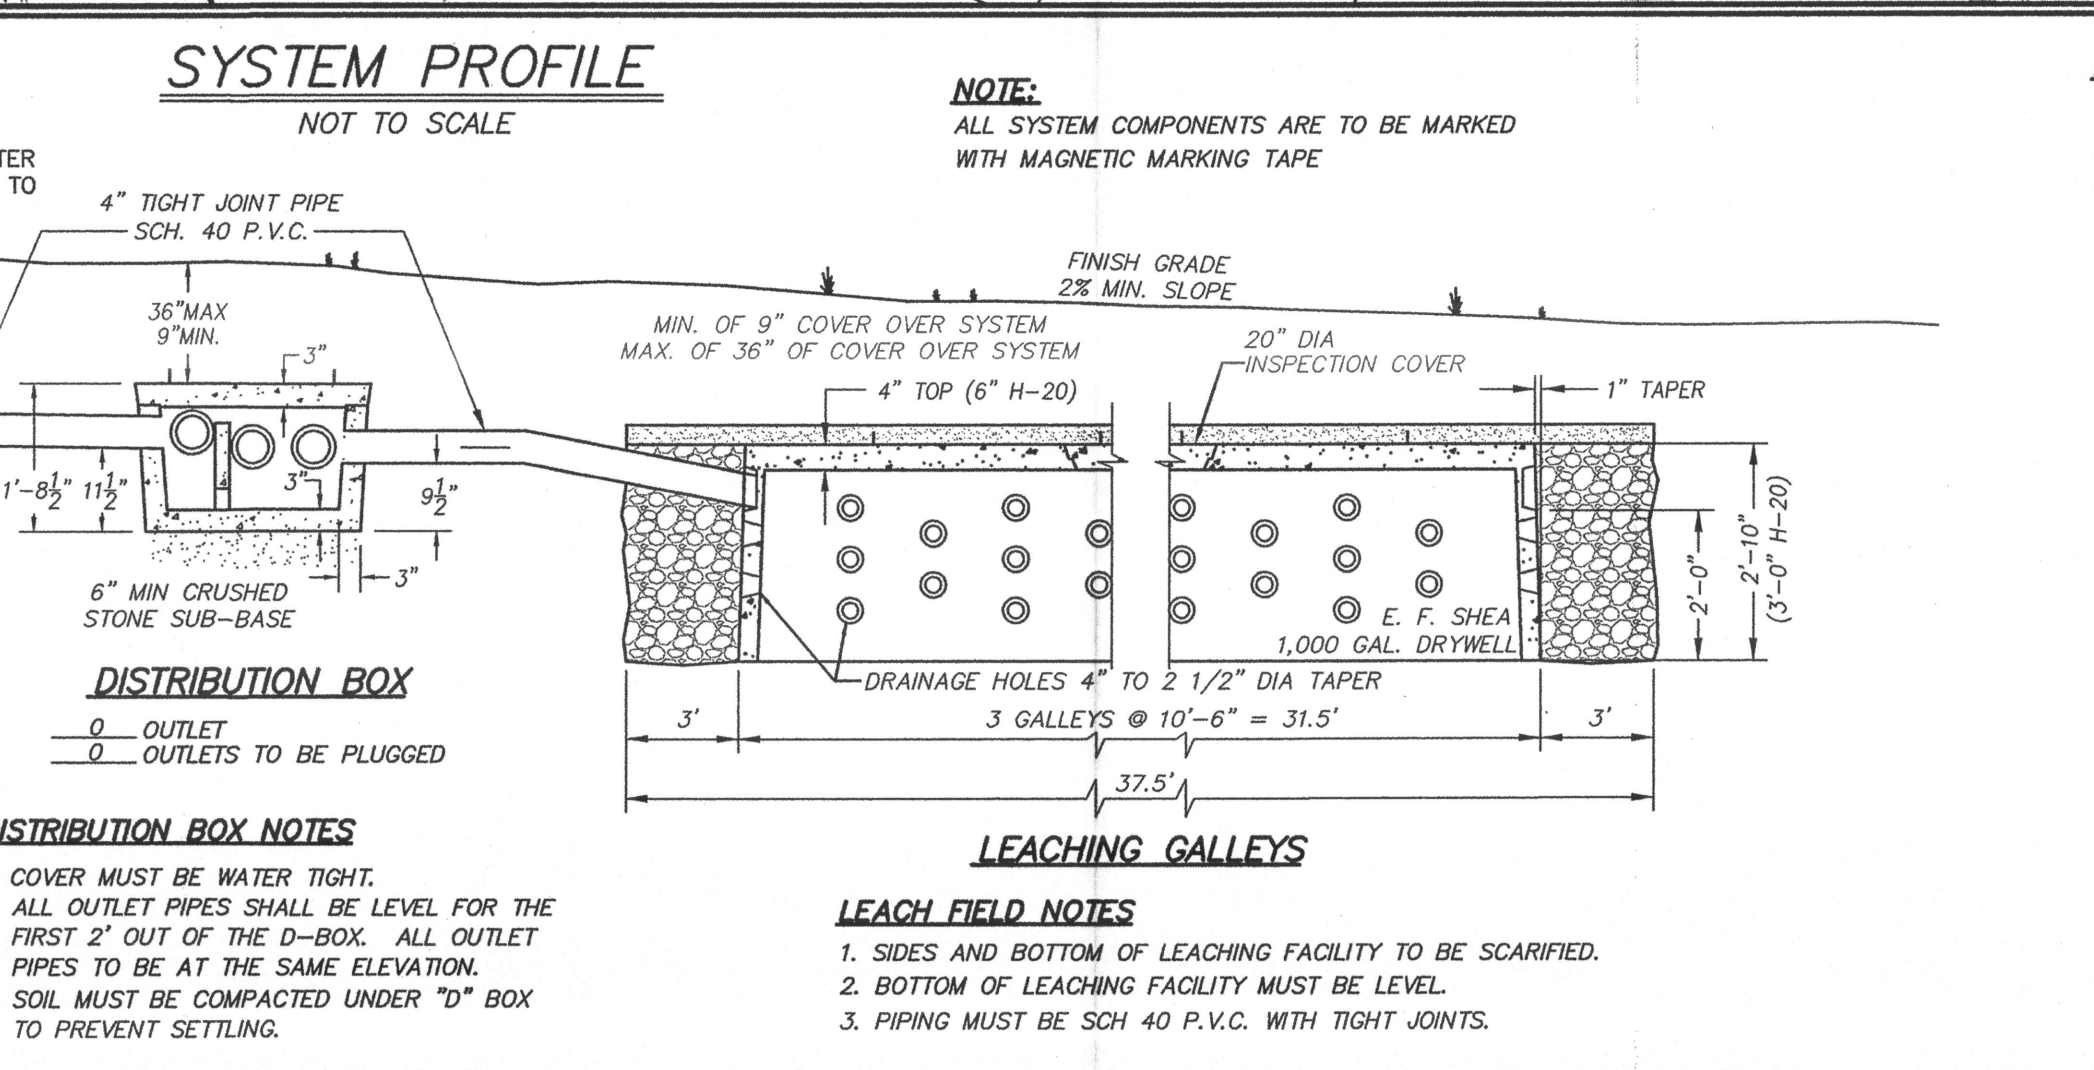 SYSTEM PROFILE
NOT TO SCALE
NOTE:
ALL SYSTEM COMPONENTS ARE TO BE MARKED
WITH MAGNETIC MARKING TAPE
TER
TO
4" TIGHT JOINT PIPE
SCH. 40 P.V.C.
FINISH GRADE
2% MIN. SLOPE
36"MAX
9"MIN.
MIN. OF 9" COVER OVER SYSTEM
MAX. OF 36" OF COVER OVER SYSTEM
20" DIA
INSPECTION COVER
3"
4" TOP (6" H-20)
1" TAPER
1'-8 1/2"
11 1/2"
3"
9 1/2"
3"
6" MIN CRUSHED
STONE SUB-BASE
2'-0"
2'-10"
(3'-0" H-20)
E. F. SHEA
1,000 GAL. DRYWELL
DRAINAGE HOLES 4" TO 2 1/2" DIA TAPER
3'
3 GALLEYS @ 10'-6" = 31.5'
3'
37.5'
DISTRIBUTION BOX
0 OUTLET
0 OUTLETS TO BE PLUGGED
ISTRIBUTION BOX NOTES
COVER MUST BE WATER TIGHT.
ALL OUTLET PIPES SHALL BE LEVEL FOR THE
FIRST 2' OUT OF THE D-BOX. ALL OUTLET
PIPES TO BE AT THE SAME ELEVATION.
SOIL MUST BE COMPACTED UNDER "D" BOX
TO PREVENT SETTLING.
LEACHING GALLEYS
LEACH FIELD NOTES
1. SIDES AND BOTTOM OF LEACHING FACILITY TO BE SCARIFIED.
2. BOTTOM OF LEACHING FACILITY MUST BE LEVEL.
3. PIPING MUST BE SCH 40 P.V.C. WITH TIGHT JOINTS.